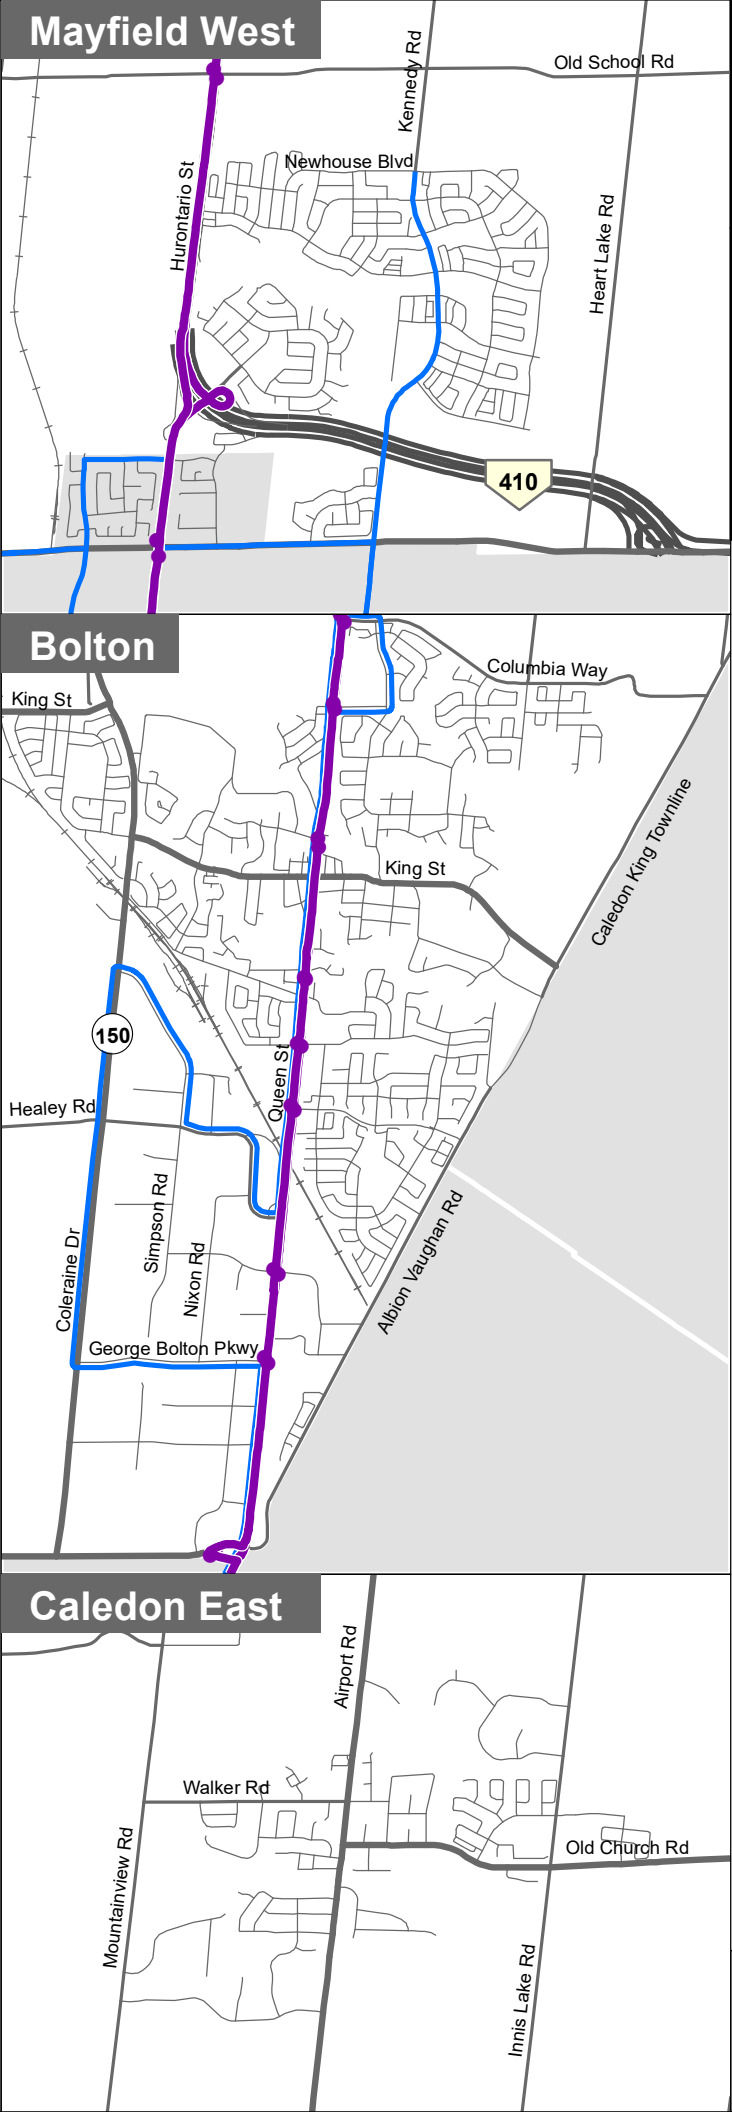 Mayfield West
Kennedy Rd
Old School Rd
Newhouse Blvd
Hurontario St
Heart Lake Rd
410
Bolton
Columbia Way
King St
Caledon King Townline
King St
150
Queen St
Healey Rd
Simpson Rd
Albion Vaughan Rd
Coleraine Dr
Nixon Rd
George Bolton Pkwy
Caledon East
Airport Rd
Walker Rd
Old Church Rd
Mountainview Rd
Innis Lake Rd